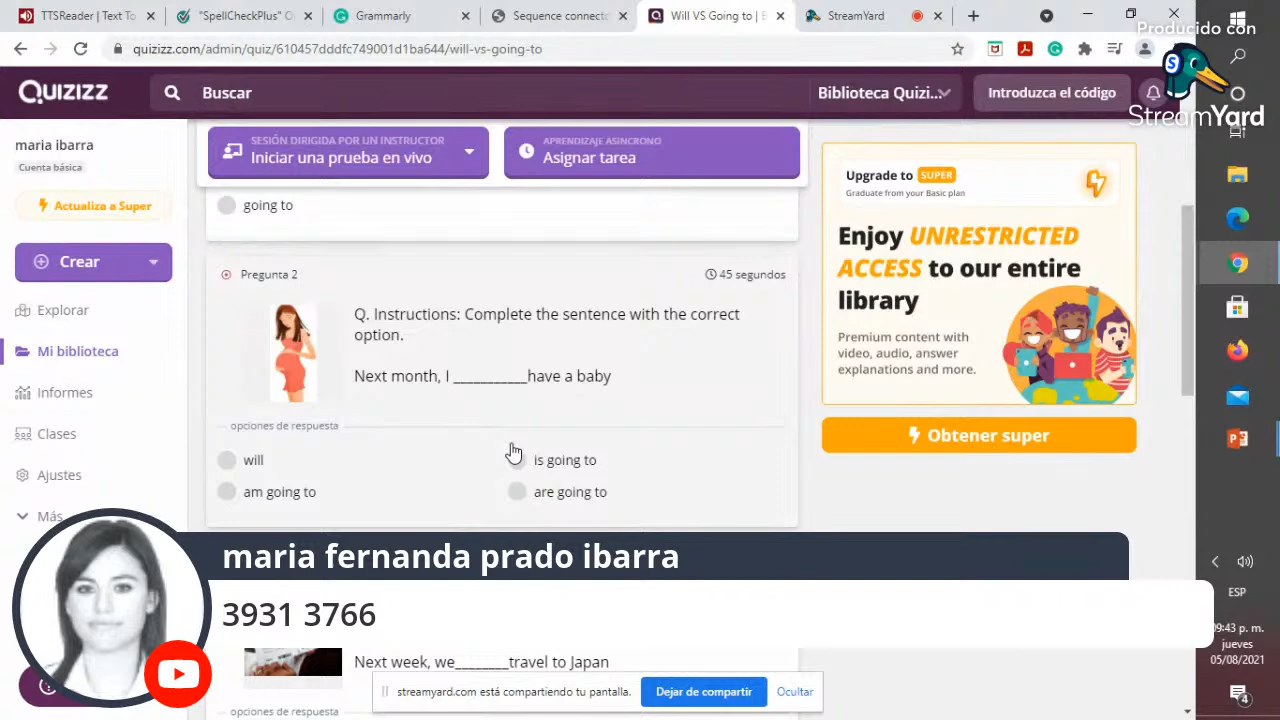 TTSReader | Text To
"SpellCheckPlus" O
Grammarly
Sequence connecto
Will VS Going to | 
StreamYard
Producido con
StreamYard
quizizz.com/admin/quiz/610457dddfc749001d1ba644/will-vs-going-to
QUIZIZZ
Buscar
Biblioteca Quizi...
Introduzca el código
maria ibarra
Cuenta básica
Actualiza a Super
Crear
Explorar
Mi biblioteca
Informes
Clases
Ajustes
Más
SESIÓN DIRIGIDA POR UN INSTRUCTOR
Iniciar una prueba en vivo
APRENDIZAJE ASINCRONO
Asignar tarea
going to
Pregunta 2
45 segundos
Q. Instructions: Complete the sentence with the correct
option.
Next month, I ___________have a baby
opciones de respuesta
will
is going to
am going to
are going to
Upgrade to SUPER
Graduate from your Basic plan
Enjoy UNRESTRICTED
ACCESS to our entire
library
Premium content with
video, audio, answer
explanations and more.
Obtener super
maria fernanda prado ibarra
3931 3766
Next week, we________travel to Japan
opciones de respuesta
streamyard.com está compartiendo tu pantalla.
Dejar de compartir
Ocultar
ESP
09:43 p. m.
jueves
05/08/2021
4